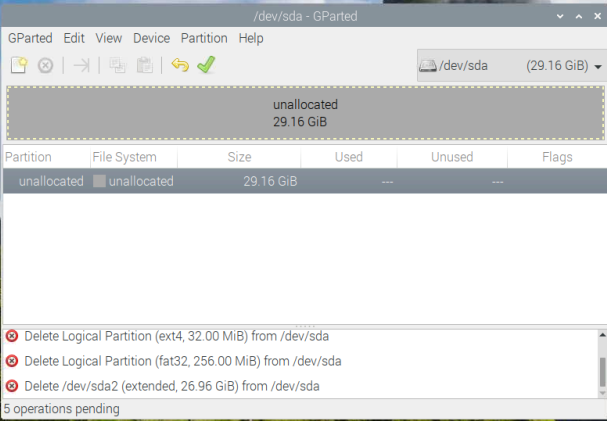 /dev/sda - GParted
GParted Edit View Device Partition Help
/dev/sda (29.16 GiB)
unallocated
29.16 GiB
Partition File System Size Used Unused Flags
unallocated unallocated 29.16 GiB --- ---
Delete Logical Partition (ext4, 32.00 MiB) from /dev/sda
Delete Logical Partition (fat32, 256.00 MiB) from /dev/sda
Delete /dev/sda2 (extended, 26.96 GiB) from /dev/sda
5 operations pending